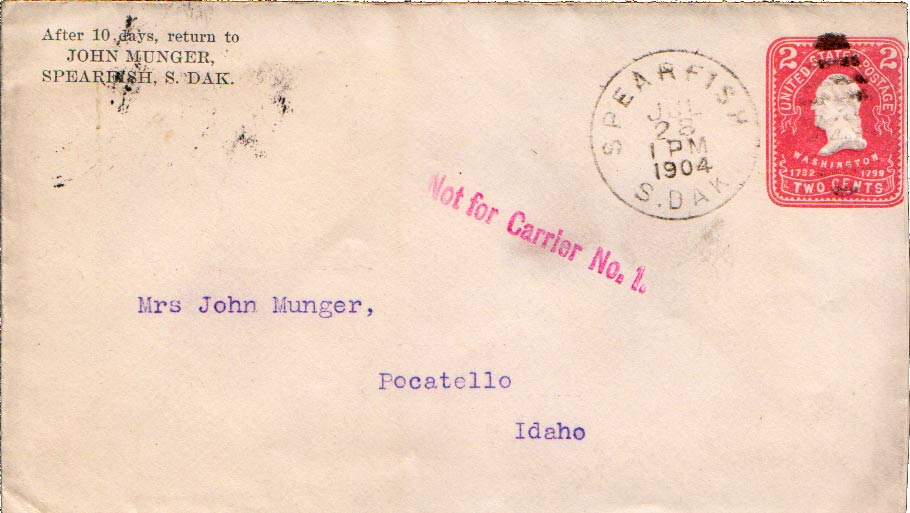 After 10 days, return to
JOHN MUNGER,
SPEARFISH, S. DAK.
SPEARFISH
JUL
1 PM
1904
S. DAK
2 2
UNITED STATES POSTAGE
WASHINGTON
1732 1799
TWO CENTS
Not for Carrier No. 1.
Mrs John Munger,
Pocatello
Idaho